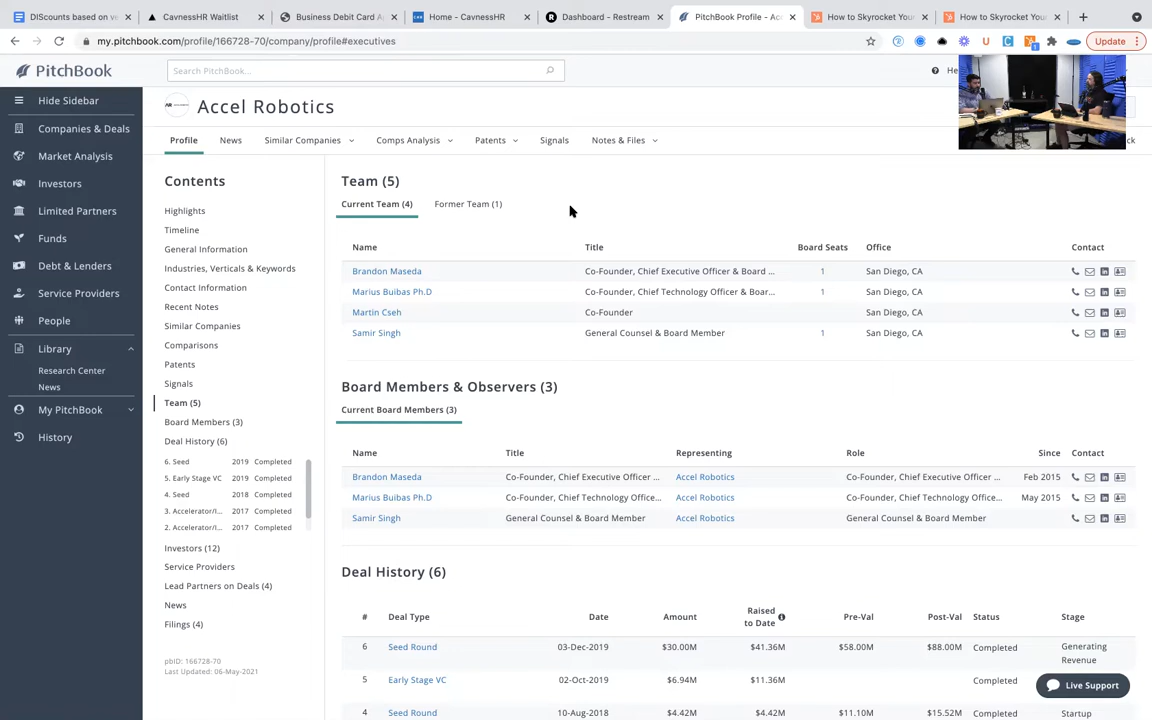 DIScounts based on ve
CavnessHR Waitlist
Business Debit Card Ap
Home - CavnessHR
Dashboard - Restream
PitchBook Profile - Acc
How to Skyrocket Your
How to Skyrocket Your
my.pitchbook.com/profile/166728-70/company/profile#executives
Update
PitchBook
Search PitchBook...
He
Hide Sidebar
Companies & Deals
Market Analysis
Investors
Limited Partners
Funds
Debt & Lenders
Service Providers
People
Library
Research Center
News
My PitchBook
History
Accel Robotics
Profile
News
Similar Companies
Comps Analysis
Patents
Signals
Notes & Files
ck
Contents
Highlights
Timeline
General Information
Industries, Verticals & Keywords
Contact Information
Recent Notes
Similar Companies
Comparisons
Patents
Signals
Team (5)
Board Members (3)
Deal History (6)
6. Seed 2019 Completed
5. Early Stage VC 2019 Completed
4. Seed 2018 Completed
3. Accelerator/I... 2017 Completed
2. Accelerator/I... 2017 Completed
Investors (12)
Service Providers
Lead Partners on Deals (4)
News
Filings (4)
pbID: 166728-70
Last Updated: 06-May-2021
Team (5)
Current Team (4) Former Team (1)
Name Title Board Seats Office Contact
Brandon Maseda Co-Founder, Chief Executive Officer & Board ... 1 San Diego, CA
Marius Buibas Ph.D Co-Founder, Chief Technology Officer & Boar... 1 San Diego, CA
Martin Cseh Co-Founder San Diego, CA
Samir Singh General Counsel & Board Member 1 San Diego, CA
Board Members & Observers (3)
Current Board Members (3)
Name Title Representing Role Since Contact
Brandon Maseda Co-Founder, Chief Executive Officer ... Accel Robotics Co-Founder, Chief Executive Officer ... Feb 2015
Marius Buibas Ph.D Co-Founder, Chief Technology Office... Accel Robotics Co-Founder, Chief Technology Office... May 2015
Samir Singh General Counsel & Board Member Accel Robotics General Counsel & Board Member
Deal History (6)
# Deal Type Date Amount Raised to Date Pre-Val Post-Val Status Stage
6 Seed Round 03-Dec-2019 $30.00M $41.36M $58.00M $88.00M Completed Generating Revenue
5 Early Stage VC 02-Oct-2019 $6.94M $11.36M Completed
4 Seed Round 10-Aug-2018 $4.42M $4.42M $11.10M $15.52M Completed Startup
Live Support